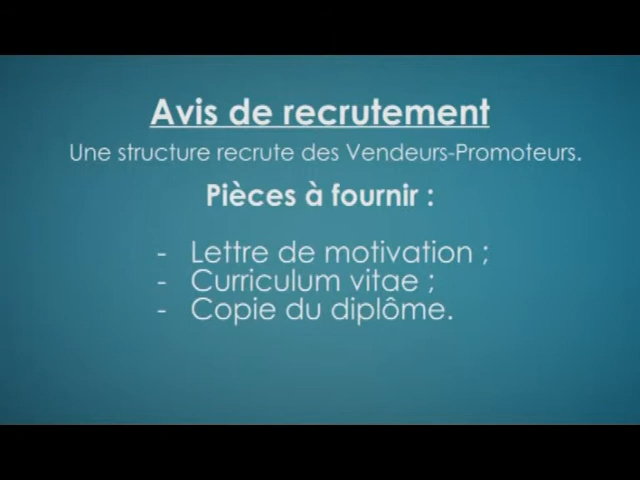 Avis de recrutement
Une structure recrute des Vendeurs-Promoteurs.
Pièces à fournir :
- Lettre de motivation ;
- Curriculum vitae ;
- Copie du diplôme.